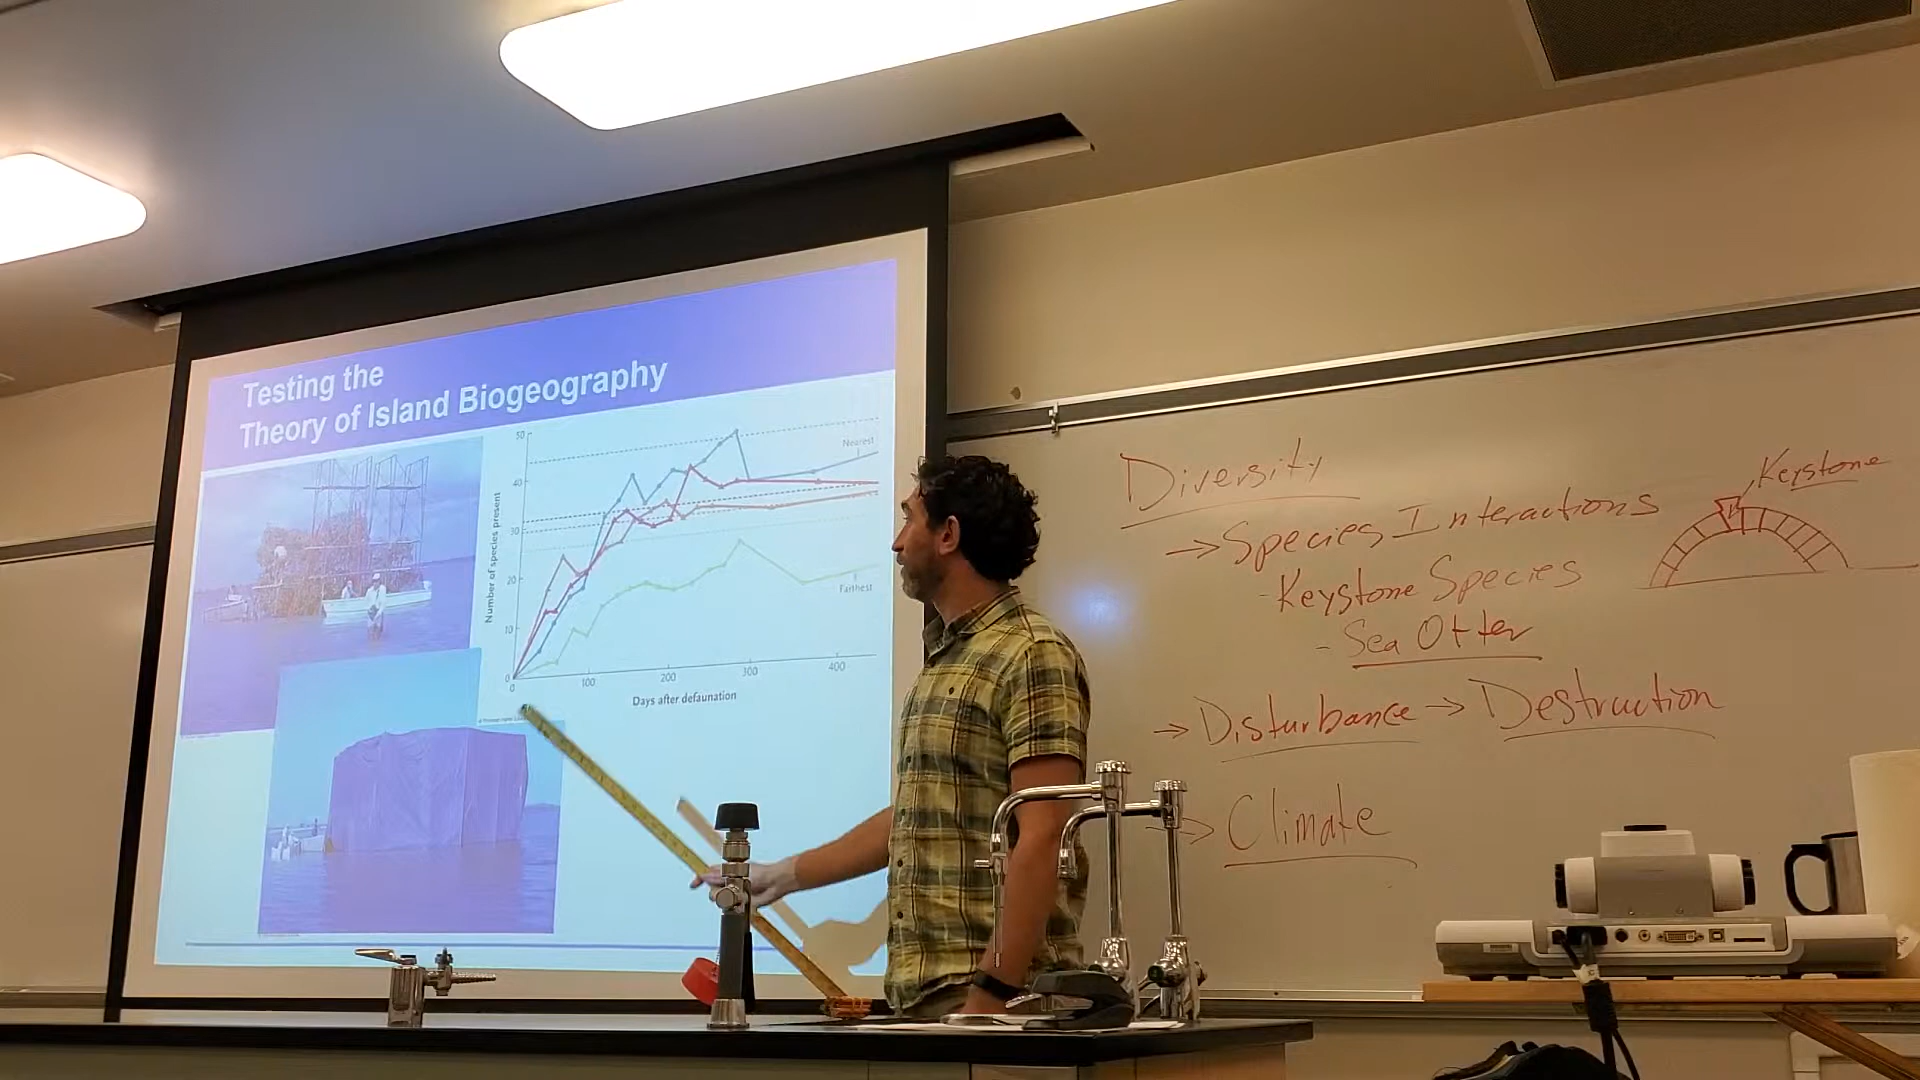 Testing the
Theory of Island Biogeography
50
40
30
20
10
0
Number of species present
Nearest
Farthest
0
100
200
300
400
Days after defaunation
Diversity
→ Species Interactions
- Keystone Species
- Sea Otter
→ Disturbance → Destruction
→ Climate
Keystone